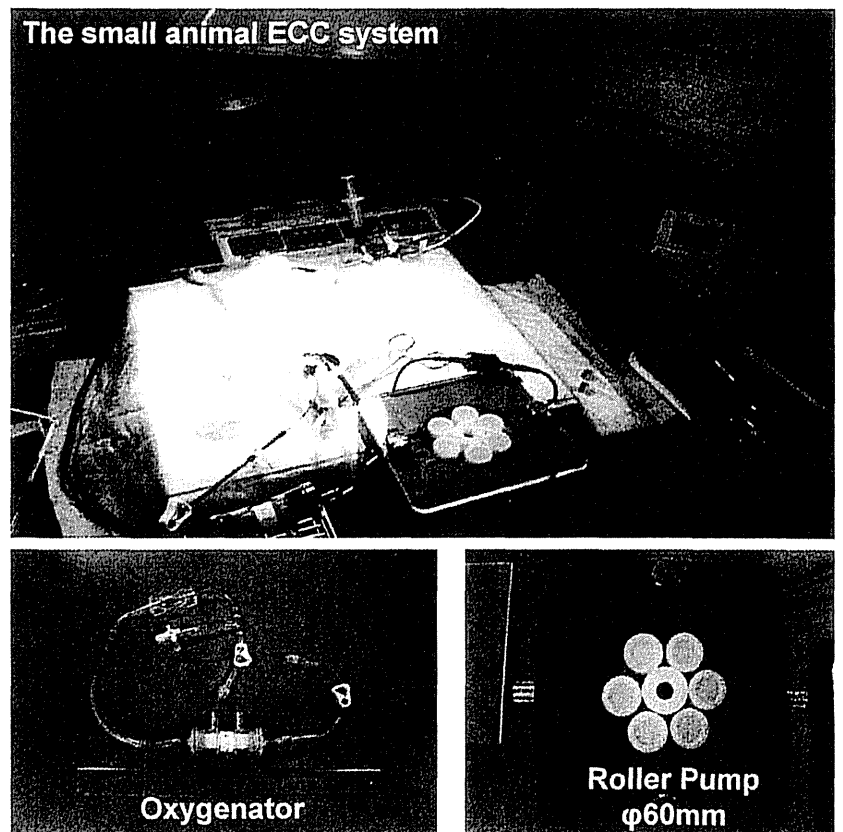 The small animal ECC system
Oxygenator
Roller Pump
φ60mm